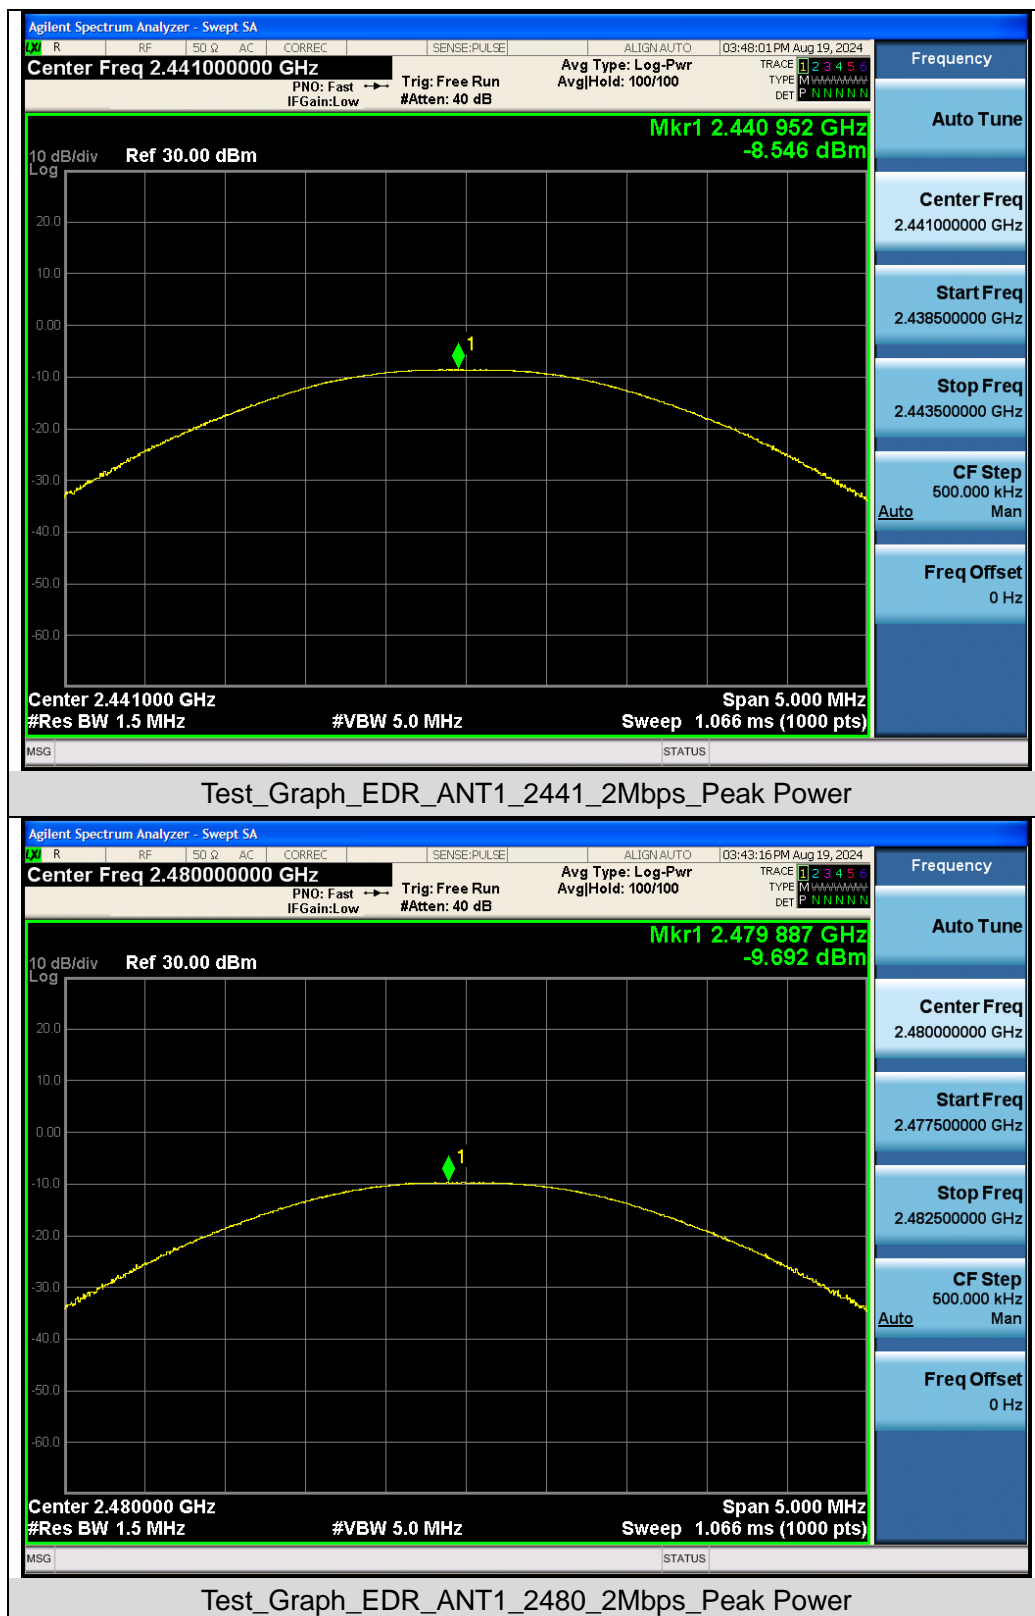 Agilent Spectrum Analyzer - Swept SA
LXI R RF 50 Ω AC CORREC SENSE:PULSE ALIGN AUTO 03:48:01 PM Aug 19, 2024
Center Freq 2.441000000 GHz
PNO: Fast
IFGain:Low
Trig: Free Run
#Atten: 40 dB
Avg Type: Log-Pwr
Avg|Hold: 100/100
TRACE 1 2 3 4 5 6
TYPE M
DET P N N N N N
Mkr1 2.440 952 GHz
-8.546 dBm
10 dB/div Ref 30.00 dBm
Log
20.0
10.0
0.00
1
-10.0
-20.0
-30.0
-40.0
-50.0
-60.0
Center 2.441000 GHz Span 5.000 MHz
#Res BW 1.5 MHz #VBW 5.0 MHz Sweep 1.066 ms (1000 pts)
MSG STATUS
Frequency
Auto Tune
Center Freq
2.441000000 GHz
Start Freq
2.438500000 GHz
Stop Freq
2.443500000 GHz
CF Step
500.000 kHz
Auto Man
Freq Offset
0 Hz
Test_Graph_EDR_ANT1_2441_2Mbps_Peak Power
Agilent Spectrum Analyzer - Swept SA
LXI R RF 50 Ω AC CORREC SENSE:PULSE ALIGN AUTO 03:43:16 PM Aug 19, 2024
Center Freq 2.480000000 GHz
PNO: Fast
IFGain:Low
Trig: Free Run
#Atten: 40 dB
Avg Type: Log-Pwr
Avg|Hold: 100/100
TRACE 1 2 3 4 5 6
TYPE M
DET P N N N N N
Mkr1 2.479 887 GHz
-9.692 dBm
10 dB/div Ref 30.00 dBm
Log
20.0
10.0
0.00
1
-10.0
-20.0
-30.0
-40.0
-50.0
-60.0
Center 2.480000 GHz Span 5.000 MHz
#Res BW 1.5 MHz #VBW 5.0 MHz Sweep 1.066 ms (1000 pts)
MSG STATUS
Frequency
Auto Tune
Center Freq
2.480000000 GHz
Start Freq
2.477500000 GHz
Stop Freq
2.482500000 GHz
CF Step
500.000 kHz
Auto Man
Freq Offset
0 Hz
Test_Graph_EDR_ANT1_2480_2Mbps_Peak Power